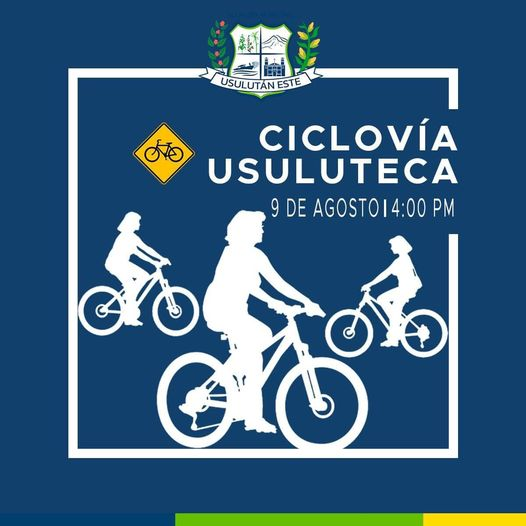 USULUTÁN ESTE
CICLOVÍA
USULUTECA
9 DE AGOSTO|4:00 PM